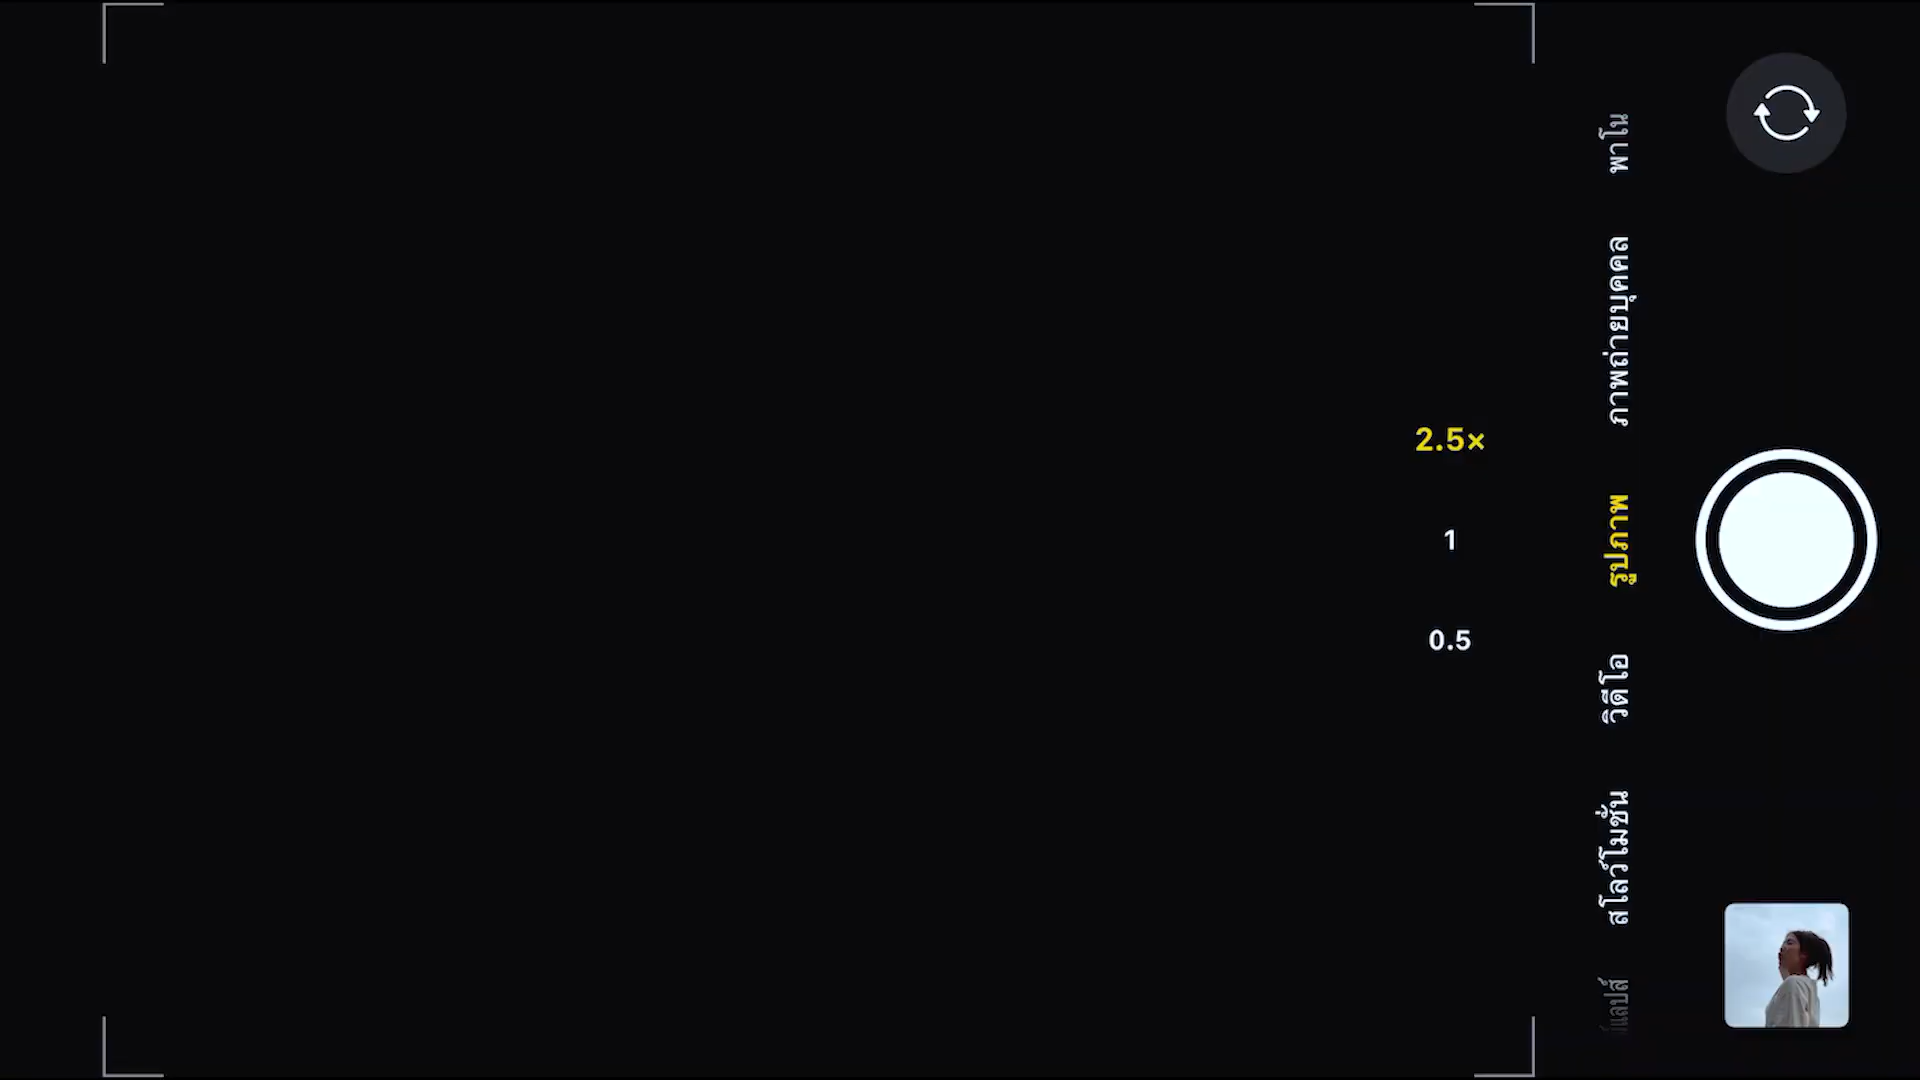 2.5×
1
0.5
พาโน
ภาพถ่ายบุคคล
รูปภาพ
วิดีโอ
สโลว์โมชั่น